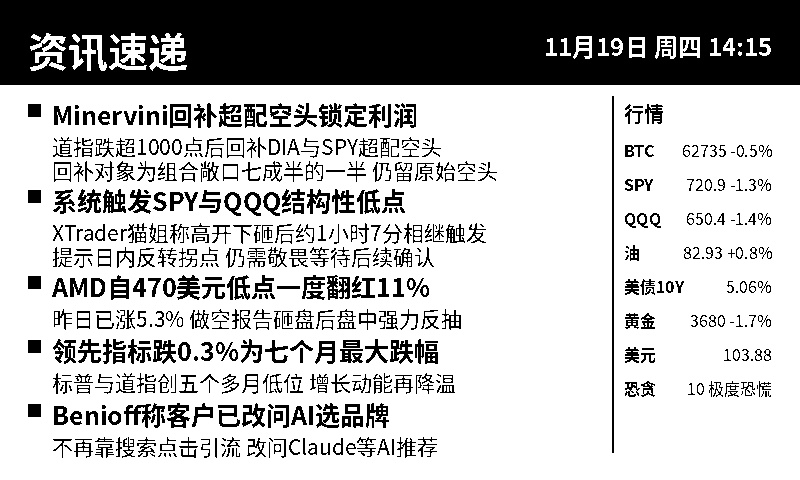 资讯速递
11月19日 周四 14:15
Minervini回补超配空头锁定利润
道指跌超1000点后回补DIA与SPY超配空头
回补对象为组合敞口七成半的一半 仍留原始空头
系统触发SPY与QQQ结构性低点
XTrader猫姐称高开下砸后约1小时7分相继触发
提示日内反转拐点 仍需敬畏等待后续确认
AMD自470美元低点一度翻红11%
昨日已涨5.3% 做空报告砸盘后盘中强力反抽
领先指标跌0.3%为七个月最大跌幅
标普与道指创五个多月低位 增长动能再降温
Benioff称客户已改问AI选品牌
不再靠搜索点击引流 改问Claude等AI推荐
行情
BTC 62735 -0.5%
SPY 720.9 -1.3%
QQQ 650.4 -1.4%
油 82.93 +0.8%
美债10Y 5.06%
黄金 3680 -1.7%
美元 103.88
恐贪 10 极度恐慌